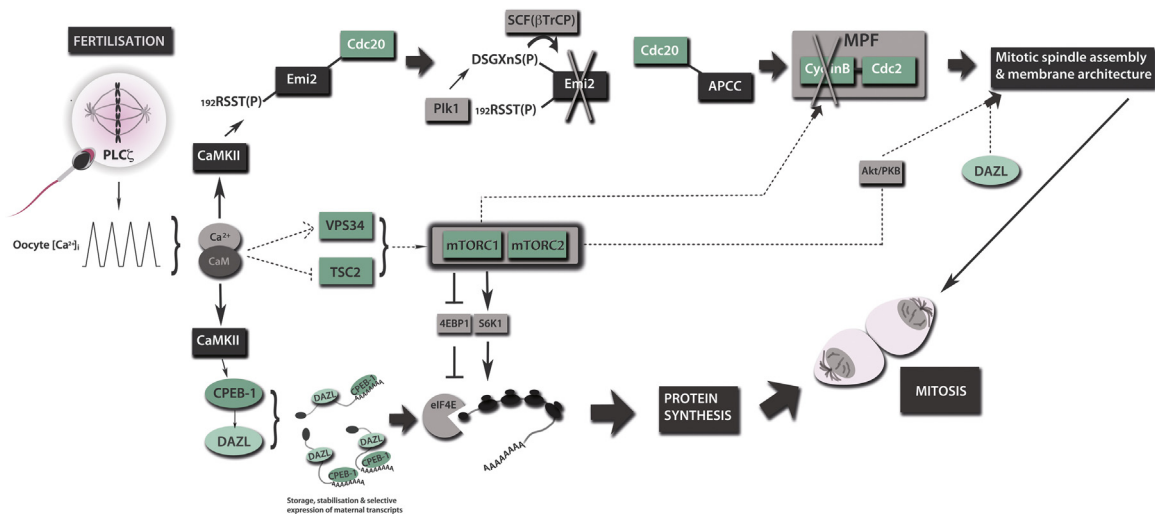 FERTILISATION
PLCζ
Oocyte [Ca²⁺]i
Ca²⁺
CaM
CaMKII
192RSST(P)
Emi2
Cdc20
SCF(βTrCP)
DSGXnS(P)
Plk1
192RSST(P)
Emi2
Cdc20
APCC
MPF
CyclinB
Cdc2
Mitotic spindle assembly
& membrane architecture
Akt/PKB
DAZL
VPS34
TSC2
mTORC1
mTORC2
4EBP1
S6K1
CaMKII
CPEB-1
DAZL
DAZL
CPEB-1
AAAAAAA
DAZL
CPEB-1
DAZL
CPEB-1
Storage, stabilisation & selective
expression of maternal transcripts
eIF4E
AAAAAAA
PROTEIN
SYNTHESIS
MITOSIS